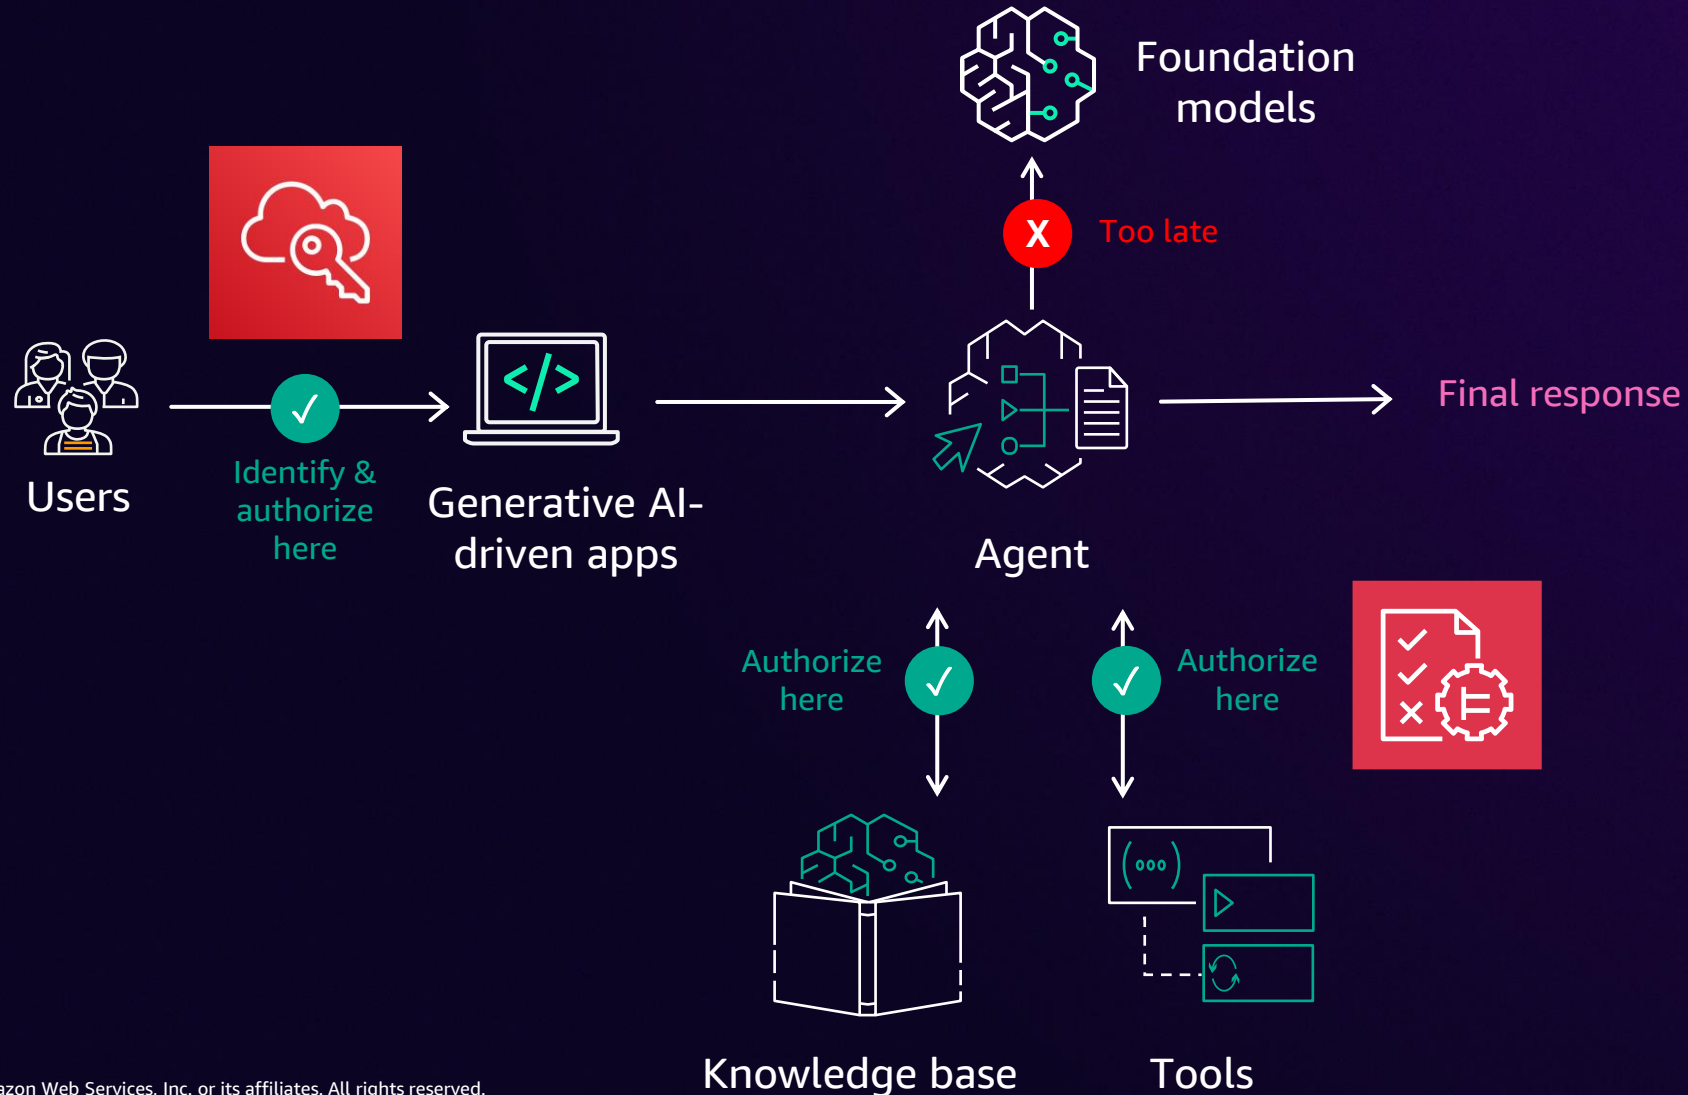 Foundation
models
X
Too late
</>
✓
Final response
Users
Identify &
authorize
here
Generative AI-
driven apps
Agent
Authorize
here
✓
✓
Authorize
here
Knowledge base
Tools
Web Services, Inc. or its affiliates. All rights reserved.